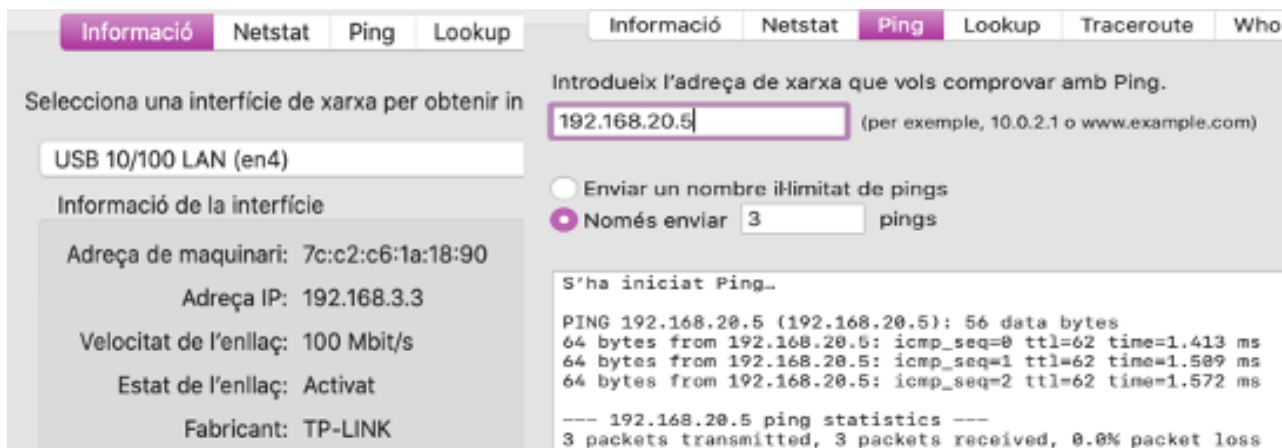 Informació Netstat Ping Lookup
Selecciona una interfície de xarxa per obtenir in
USB 10/100 LAN (en4)
Informació de la interfície
Adreça de maquinari: 7c:c2:c6:1a:18:90
Adreça IP: 192.168.3.3
Velocitat de l'enllaç: 100 Mbit/s
Estat de l'enllaç: Activat
Fabricant: TP-LINK
Informació Netstat Ping Lookup Traceroute Who
Introdueix l'adreça de xarxa que vols comprovar amb Ping.
192.168.20.5 (per exemple, 10.0.2.1 o www.example.com)
Enviar un nombre il·limitat de pings
Només enviar 3 pings
S'ha iniciat Ping…
PING 192.168.20.5 (192.168.20.5): 56 data bytes
64 bytes from 192.168.20.5: icmp_seq=0 ttl=62 time=1.413 ms
64 bytes from 192.168.20.5: icmp_seq=1 ttl=62 time=1.509 ms
64 bytes from 192.168.20.5: icmp_seq=2 ttl=62 time=1.572 ms
--- 192.168.20.5 ping statistics ---
3 packets transmitted, 3 packets received, 0.0% packet loss